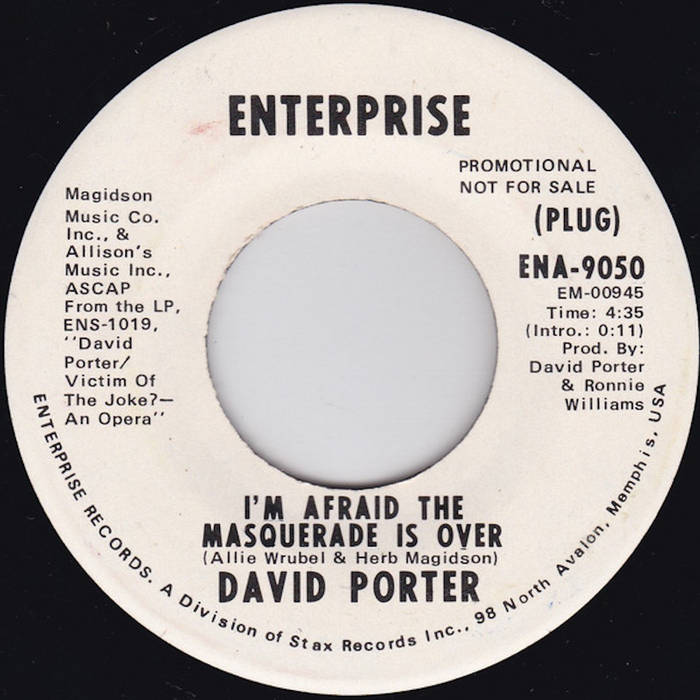 ENTERPRISE
PROMOTIONAL
NOT FOR SALE
(PLUG)
ENA-9050
EM-00945
Time: 4:35
(Intro.: 0:11)
Prod. By:
David Porter
& Ronnie
Williams
Magidson
Music Co.
Inc., &
Allison's
Music Inc.,
ASCAP
From the LP,
ENS-1019,
''David
Porter/
Victim Of
The Joke?—
An Opera''
I'M AFRAID THE
MASQUERADE IS OVER
(Allie Wrubel & Herb Magidson)
DAVID PORTER
ENTERPRISE RECORDS. A Division of Stax Records Inc., 98 North Avalon, Memphis, USA